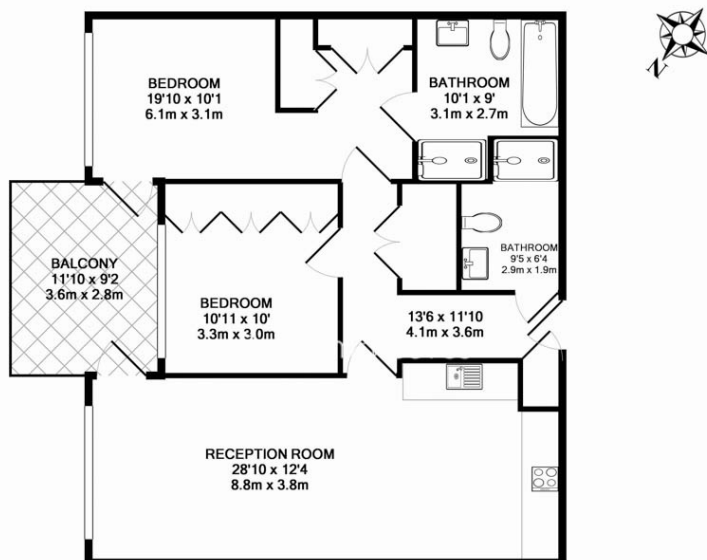 N
BEDROOM
19'10 x 10'1
6.1m x 3.1m
BATHROOM
10'1 x 9'
3.1m x 2.7m
BALCONY
11'10 x 9'2
3.6m x 2.8m
BEDROOM
10'11 x 10'
3.3m x 3.0m
BATHROOM
9'5 x 6'4
2.9m x 1.9m
13'6 x 11'10
4.1m x 3.6m
RECEPTION ROOM
28'10 x 12'4
8.8m x 3.8m